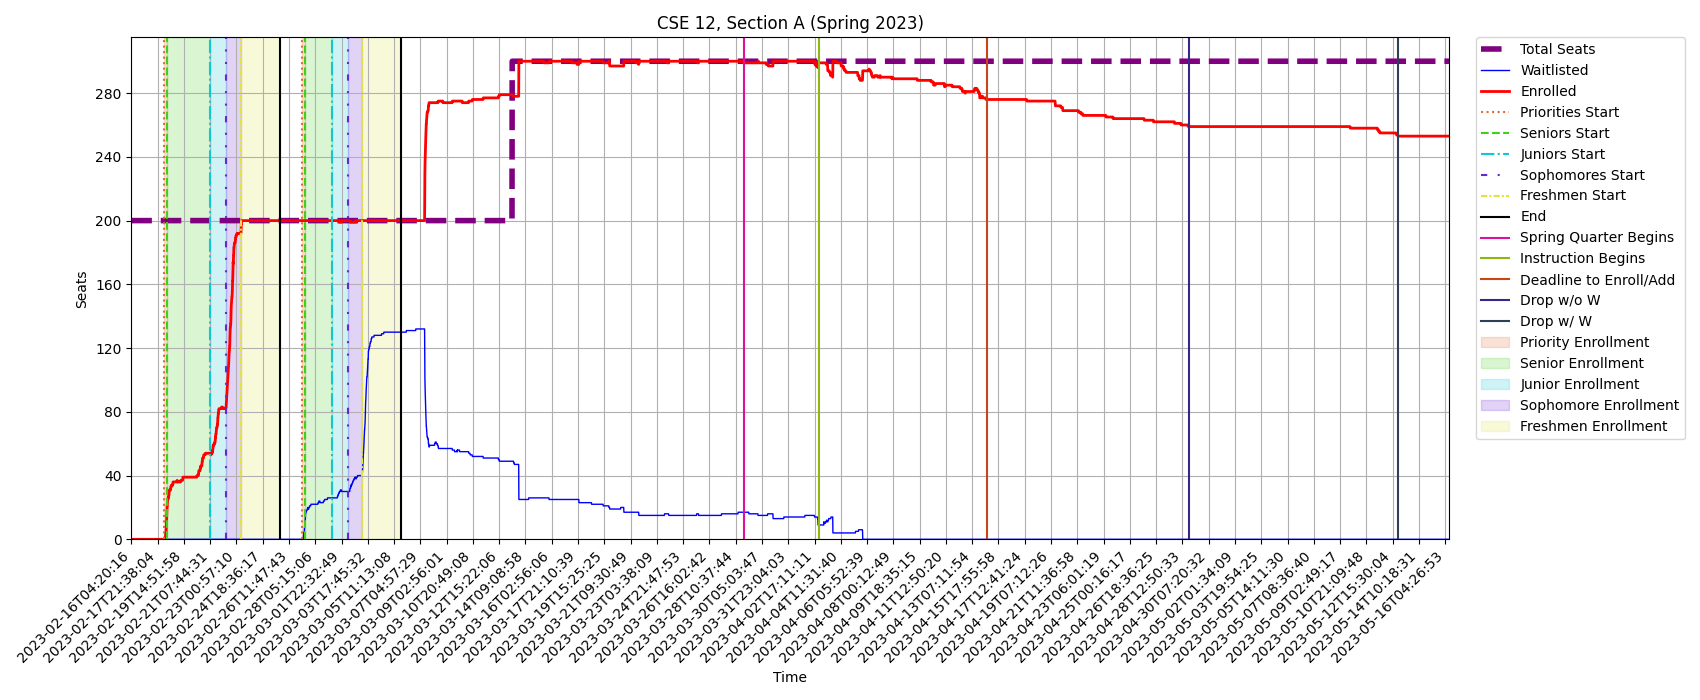 CSE 12, Section A (Spring 2023)
Seats
280
240
200
160
120
80
40
0
2023-02-16T04:20:16
2023-02-17T21:38:04
2023-02-19T14:51:58
2023-02-21T07:44:31
2023-02-23T00:57:10
2023-02-24T18:36:17
2023-02-26T11:47:43
2023-02-28T05:15:06
2023-03-01T22:32:49
2023-03-03T17:45:32
2023-03-05T11:13:08
2023-03-07T04:57:29
2023-03-09T22:56:01
2023-03-10T20:49:08
2023-03-12T15:22:06
2023-03-14T09:08:58
2023-03-16T02:56:06
2023-03-17T21:10:39
2023-03-19T15:25:25
2023-03-21T09:30:49
2023-03-23T03:38:09
2023-03-24T21:47:53
2023-03-26T16:02:42
2023-03-28T10:37:44
2023-03-30T05:03:47
2023-03-31T23:04:03
2023-04-02T17:11:11
2023-04-04T11:31:40
2023-04-06T05:52:39
2023-04-08T00:12:49
2023-04-09T18:35:15
2023-04-11T12:50:20
2023-04-13T07:11:54
2023-04-15T17:55:58
2023-04-17T12:41:24
2023-04-19T07:12:26
2023-04-21T11:36:58
2023-04-23T06:01:19
2023-04-25T00:16:17
2023-04-26T18:36:25
2023-04-28T12:50:33
2023-04-30T07:20:32
2023-05-02T01:34:09
2023-05-03T19:54:25
2023-05-05T14:11:30
2023-05-07T08:36:40
2023-05-10T02:49:17
2023-05-10T21:09:48
2023-05-12T15:30:04
2023-05-14T10:18:31
2023-05-16T04:26:53
Time
Total Seats
Waitlisted
Enrolled
Priorities Start
Seniors Start
Juniors Start
Sophomores Start
Freshmen Start
End
Spring Quarter Begins
Instruction Begins
Deadline to Enroll/Add
Drop w/o W
Drop w/ W
Priority Enrollment
Senior Enrollment
Junior Enrollment
Sophomore Enrollment
Freshmen Enrollment